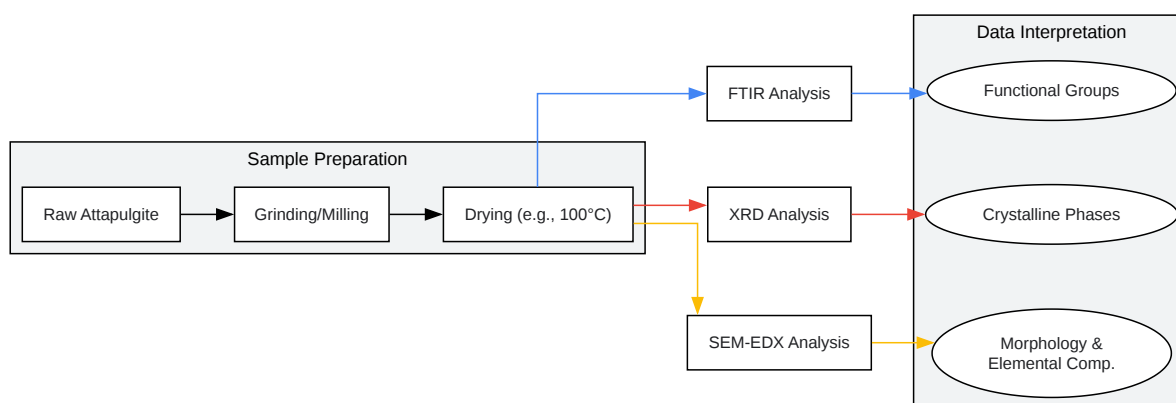 Data Interpretation
FTIR Analysis
Functional Groups
Sample Preparation
Raw Attapulgite
Grinding/Milling
Drying (e.g., 100°C)
XRD Analysis
Crystalline Phases
SEM-EDX Analysis
Morphology &
Elemental Comp.